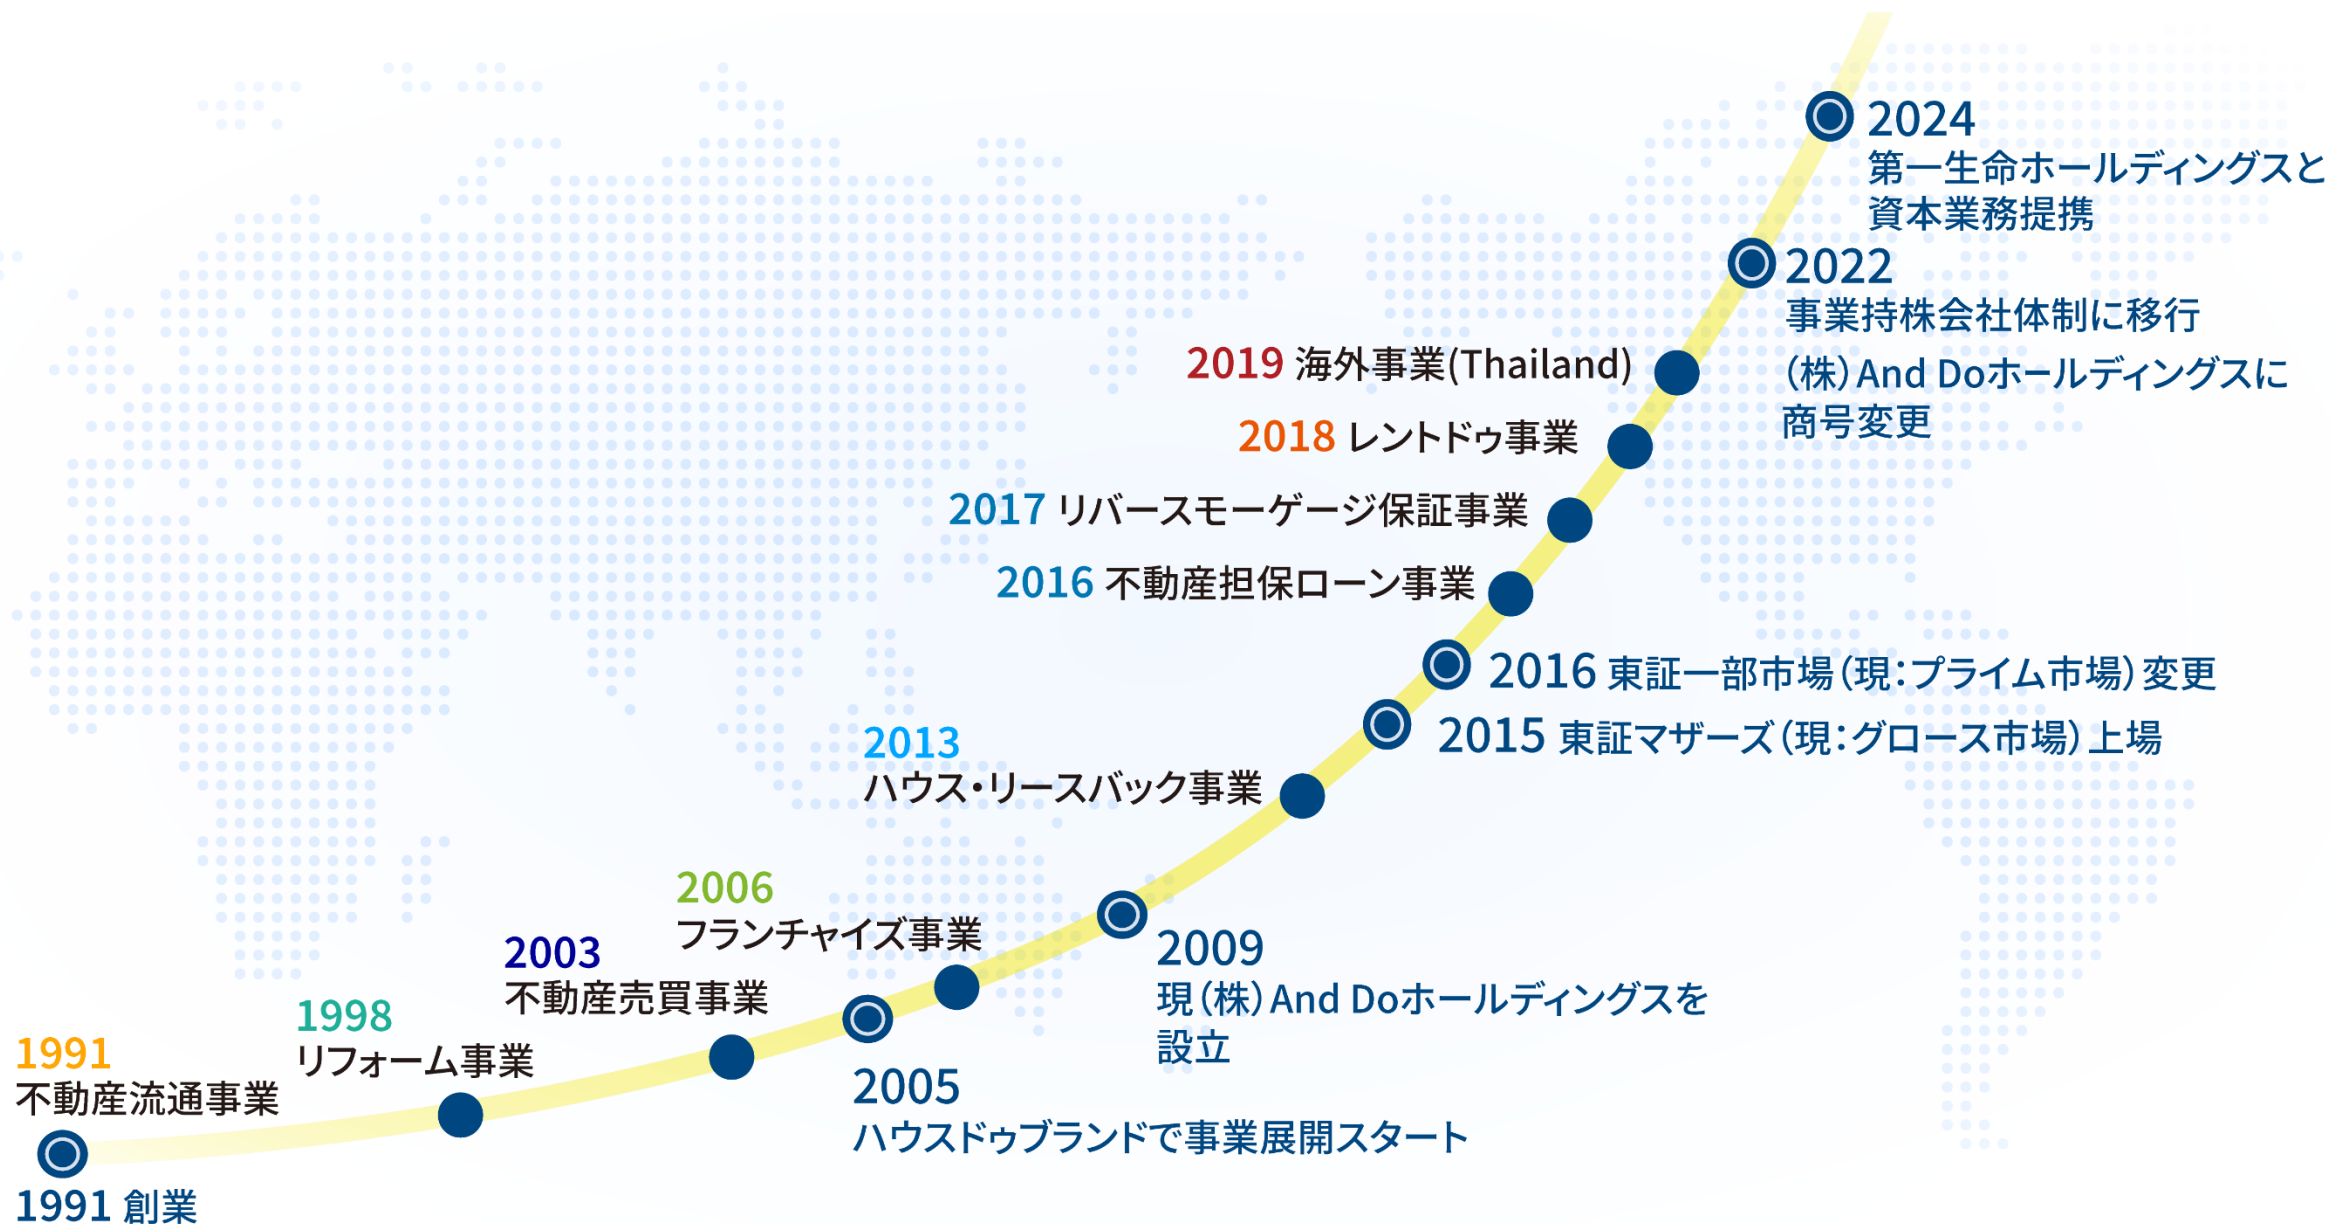 2024
第一生命ホールディングスと
資本業務提携
2022
事業持株会社体制に移行
（株）And Doホールディングスに
商号変更
2019 海外事業(Thailand)
2018 レントドゥ事業
2017 リバースモーゲージ保証事業
2016 不動産担保ローン事業
2016 東証一部市場（現：プライム市場）変更
2015 東証マザーズ（現：グロース市場）上場
2013
ハウス・リースバック事業
2006
フランチャイズ事業
2009
現（株）And Doホールディングスを
設立
2003
不動産売買事業
2005
ハウスドゥブランドで事業展開スタート
1998
リフォーム事業
1991
不動産流通事業
1991 創業